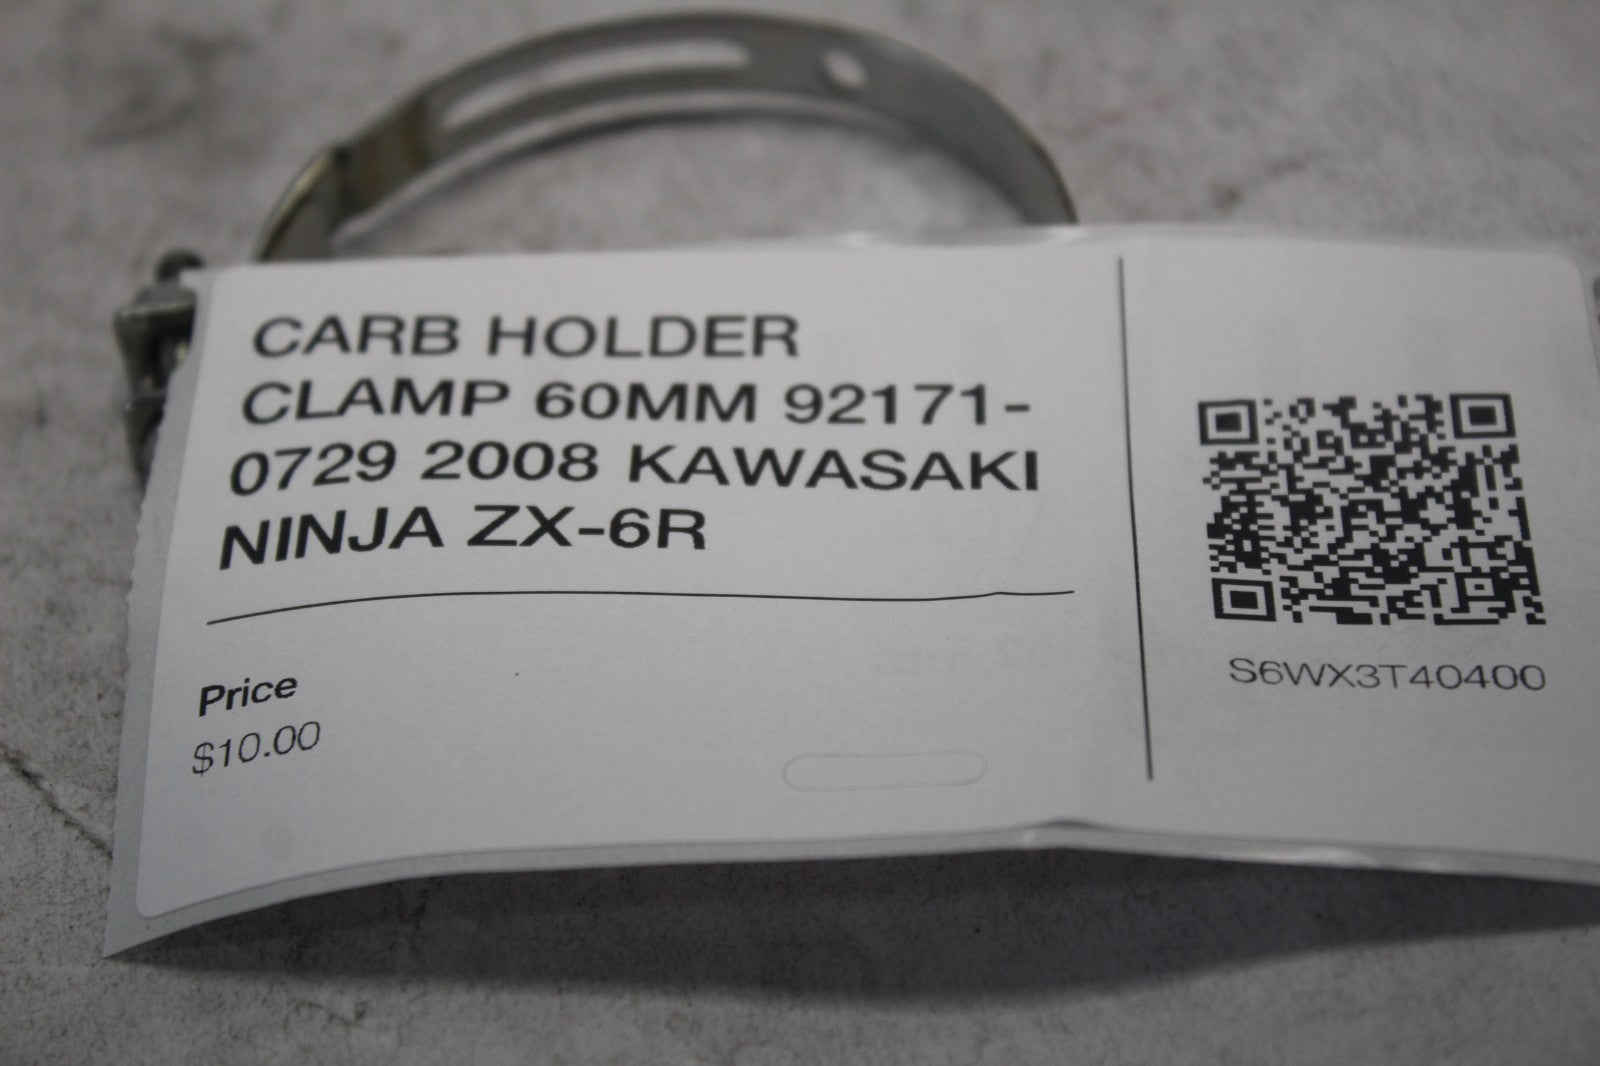 CARB HOLDER
CLAMP 60MM 92171-
0729 2008 KAWASAKI
NINJA ZX-6R
Price
$10.00
S6WX3T40400